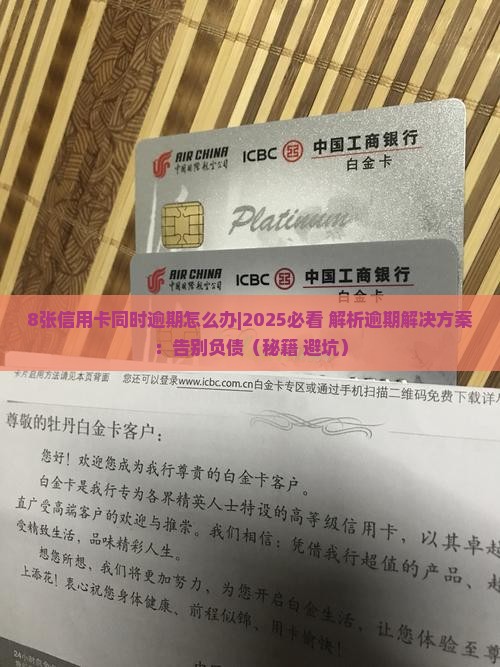 AIR CHINA
中国国际航空公司
ICBC 中国工商银行
白金卡
Platinum
AIR CHINA
中国国际航空公司
ICBC 中国工商银行
白金卡
8张信用卡同时逾期怎么办|2025必看 解析逾期解决方案
：告别负债（秘籍 避坑）
卡片启用方法请见本页背面
您还可以登录www.icbc.com.cn白金卡专区或通过手机扫描二维码免费下载详
尊敬的牡丹白金卡客户：
您好！欢迎您成为我行尊贵的白金卡客户。
白金卡是我行专为各界精英人士特设的高等级信用卡，以其卓越
直广受高端客户的欢迎与推崇。我们相信：凭借我行超值的产品、超
受精致生活，品味精彩人生。
想您所想，我们将更加努力，为您开启白金生活，让您体验至尊
上添花！衷心祝您身体健康、前程似锦、用卡愉快！
24小时